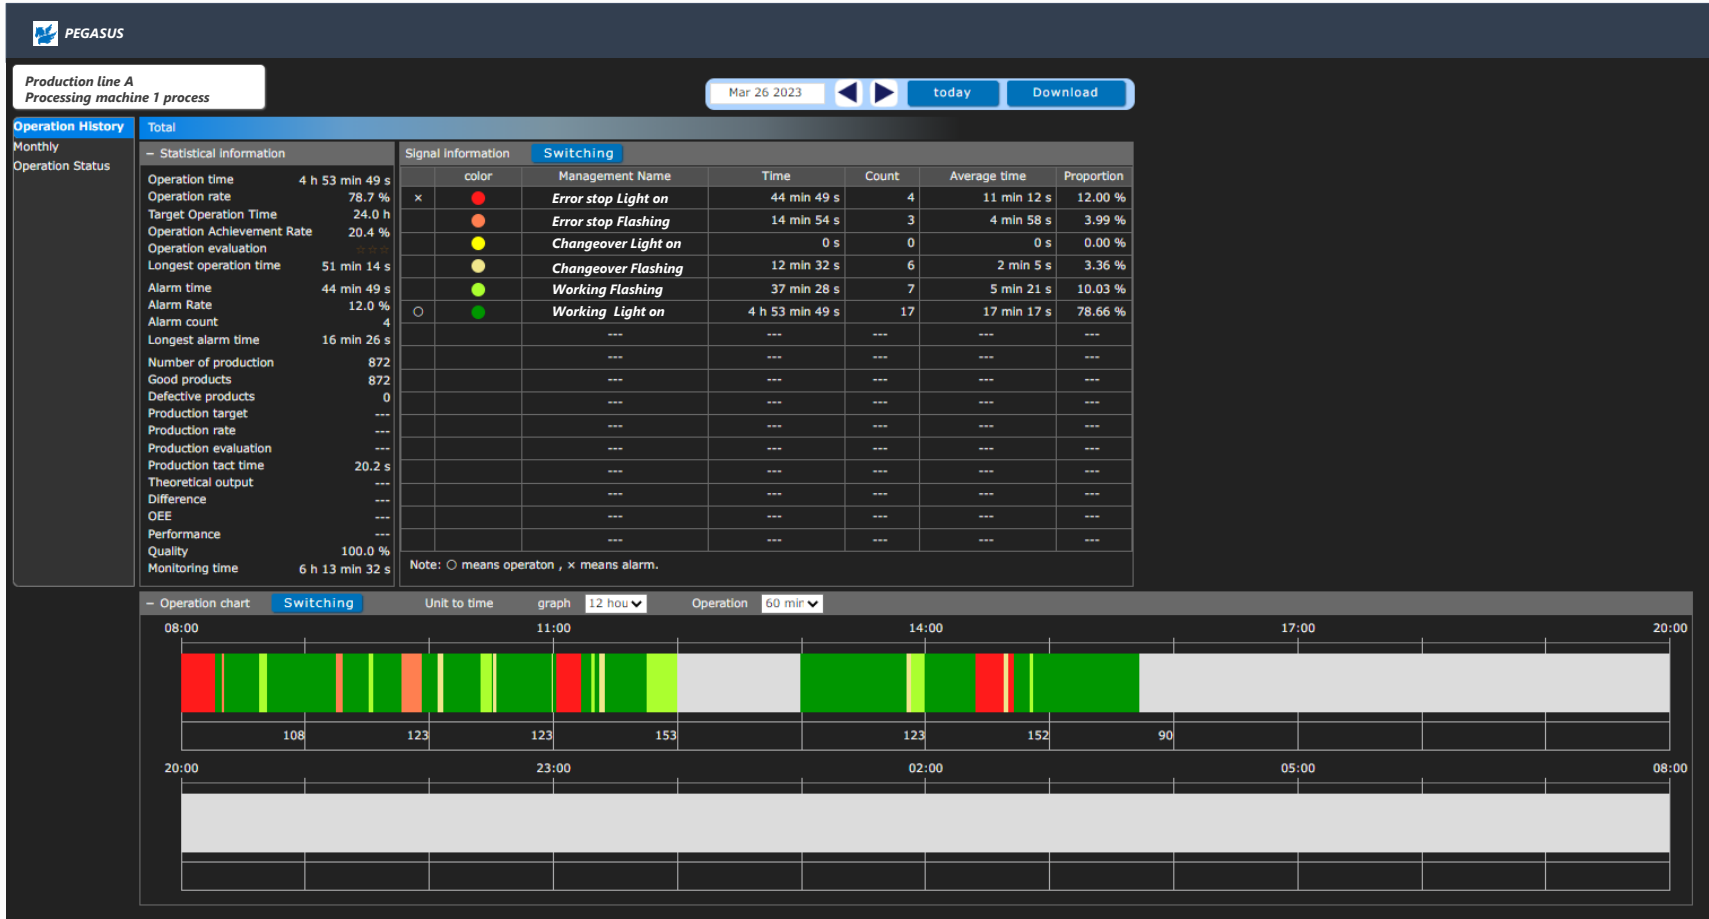 PEGASUS
Production line A
Processing machine 1 process
Mar 26 2023 today Download
Operation History
Monthly
Operation Status
Total
− Statistical information
Operation time 4 h 53 min 49 s
Operation rate 78.7 %
Target Operation Time 24.0 h
Operation Achievement Rate 20.4 %
Operation evaluation ☆☆☆
Longest operation time 51 min 14 s
Alarm time 44 min 49 s
Alarm Rate 12.0 %
Alarm count 4
Longest alarm time 16 min 26 s
Number of production 872
Good products 872
Defective products 0
Production target ---
Production rate ---
Production evaluation ---
Production tact time 20.2 s
Theoretical output ---
Difference ---
OEE ---
Performance ---
Quality 100.0 %
Monitoring time 6 h 13 min 32 s
Signal information Switching
color Management Name Time Count Average time Proportion
× Error stop Light on 44 min 49 s 4 11 min 12 s 12.00 %
Error stop Flashing 14 min 54 s 3 4 min 58 s 3.99 %
Changeover Light on 0 s 0 0 s 0.00 %
Changeover Flashing 12 min 32 s 6 2 min 5 s 3.36 %
Working Flashing 37 min 28 s 7 5 min 21 s 10.03 %
○ Working Light on 4 h 53 min 49 s 17 17 min 17 s 78.66 %
--- --- --- --- ---
--- --- --- --- ---
--- --- --- --- ---
--- --- --- --- ---
--- --- --- --- ---
--- --- --- --- ---
--- --- --- --- ---
--- --- --- --- ---
--- --- --- --- ---
--- --- --- --- ---
Note: ○ means operaton , × means alarm.
− Operation chart Switching Unit to time graph 12 hou Operation 60 min
08:00 11:00 14:00 17:00 20:00
108 123 123 153 123 152 90
20:00 23:00 02:00 05:00 08:00